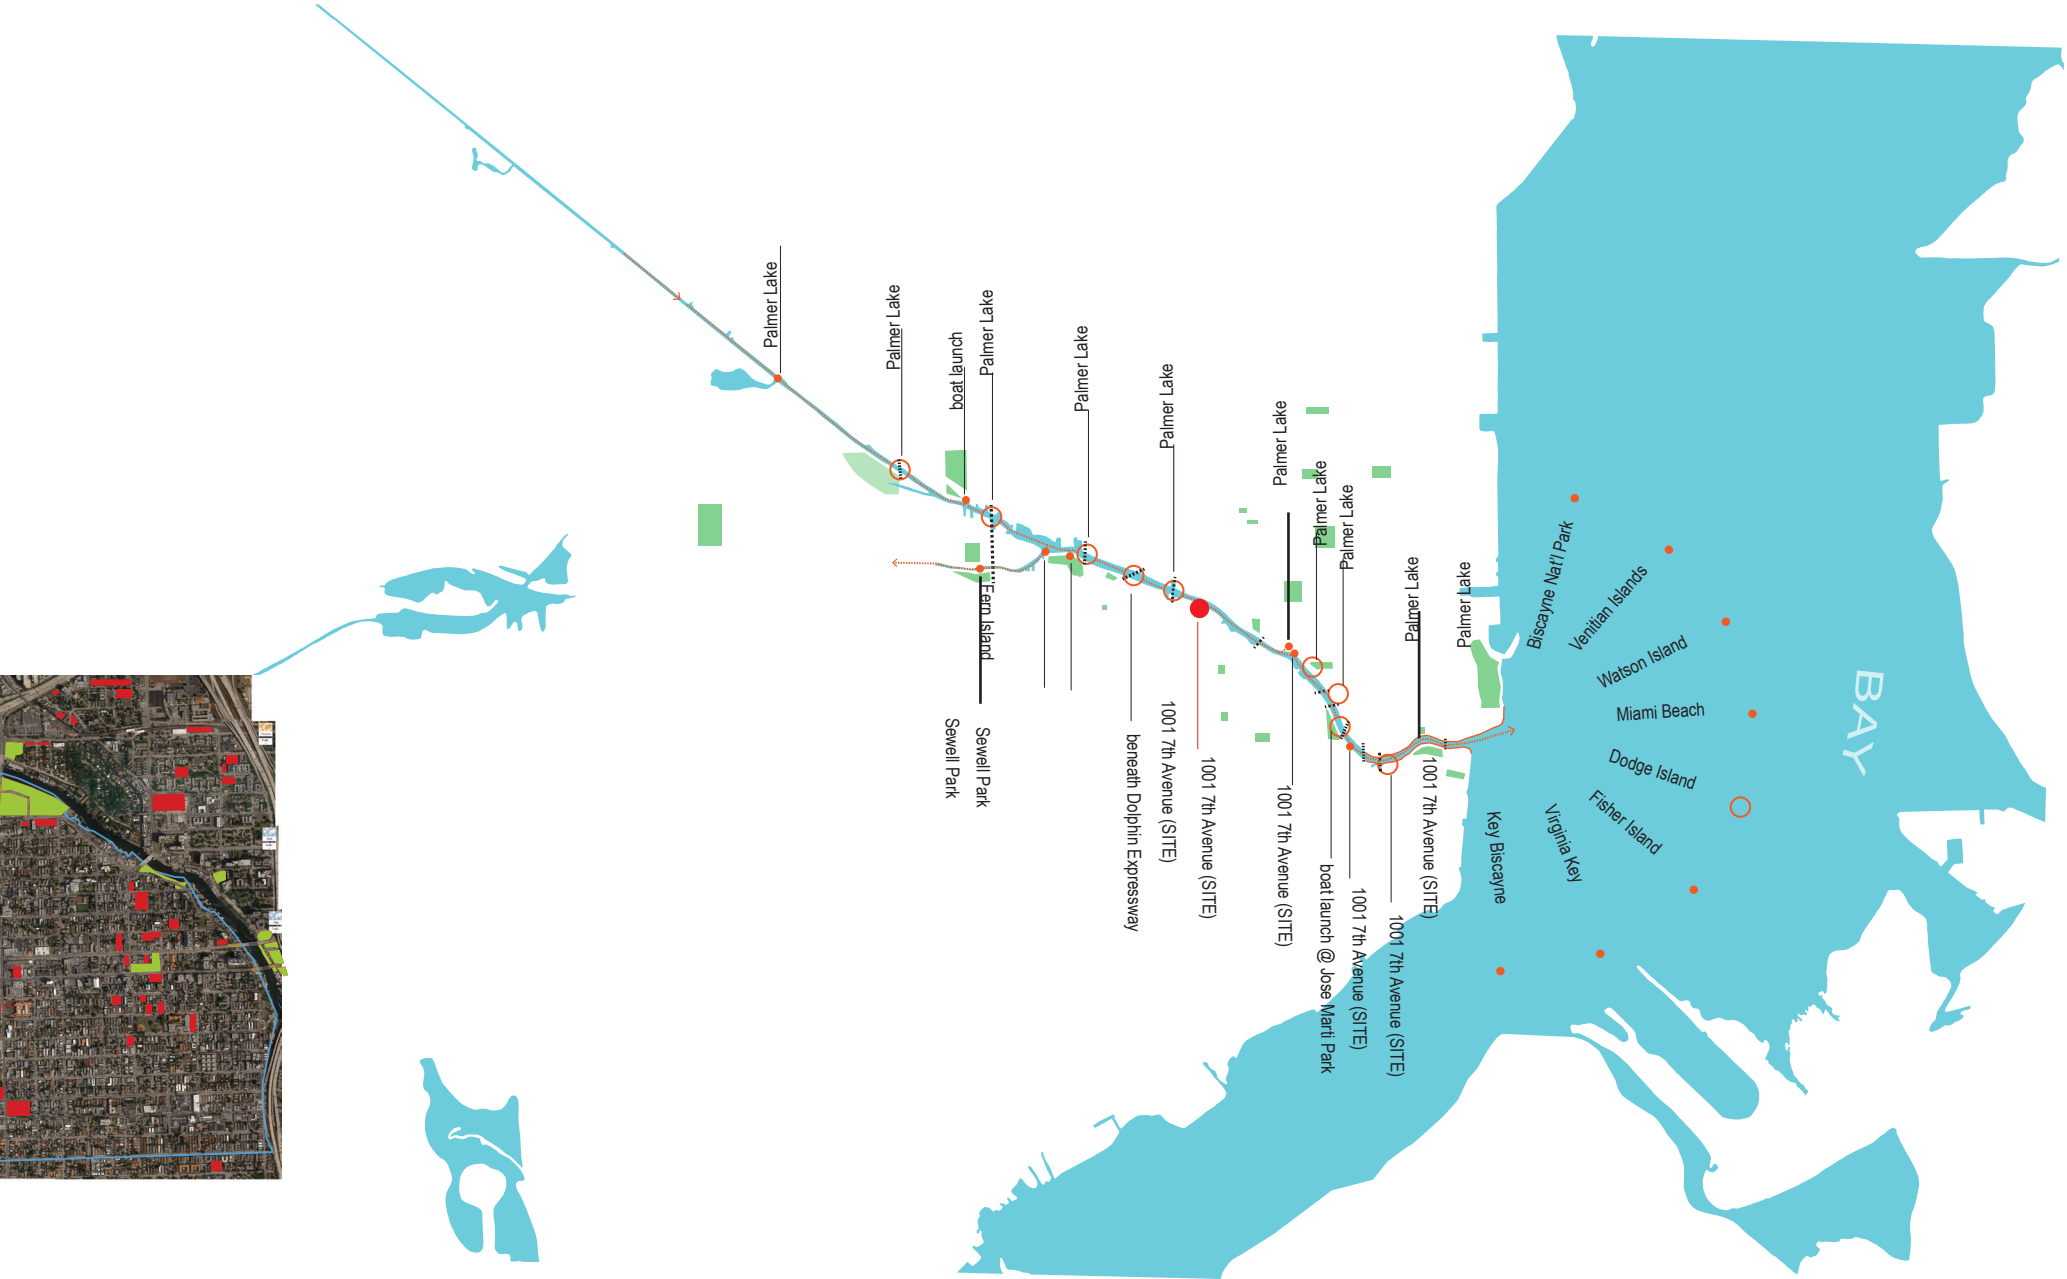 Palmer Lake
Palmer Lake
boat launch
Palmer Lake
Palmer Lake
Palmer Lake
Palmer Lake
Palmer Lake
Palmer Lake
Palmer Lake
Palmer Lake
Fern Island
Sewell Park
Sewell Park
beneath Dolphin Expressway
1001 7th Avenue (SITE)
1001 7th Avenue (SITE)
1001 7th Avenue (SITE)
boat launch @ Jose Marti Park
1001 7th Avenue (SITE)
1001 7th Avenue (SITE)
1001 7th Avenue (SITE)
Biscayne Nat'l Park
Venitian Islands
Watson Island
Miami Beach
Dodge Island
Fisher Island
Virginia Key
Key Biscayne
BAY